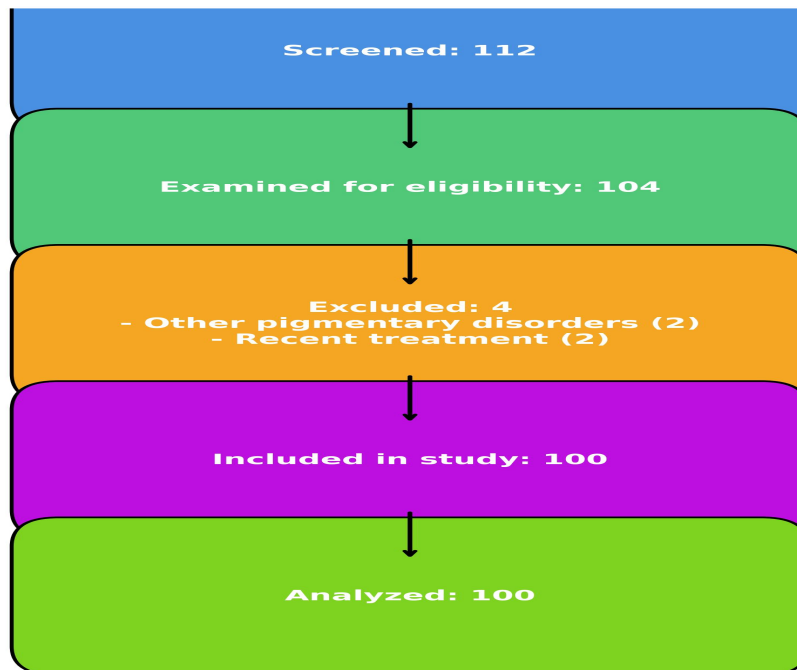 Screened: 112
Examined for eligibility: 104
Excluded: 4
- Other pigmentary disorders (2)
- Recent treatment (2)
Included in study: 100
Analyzed: 100